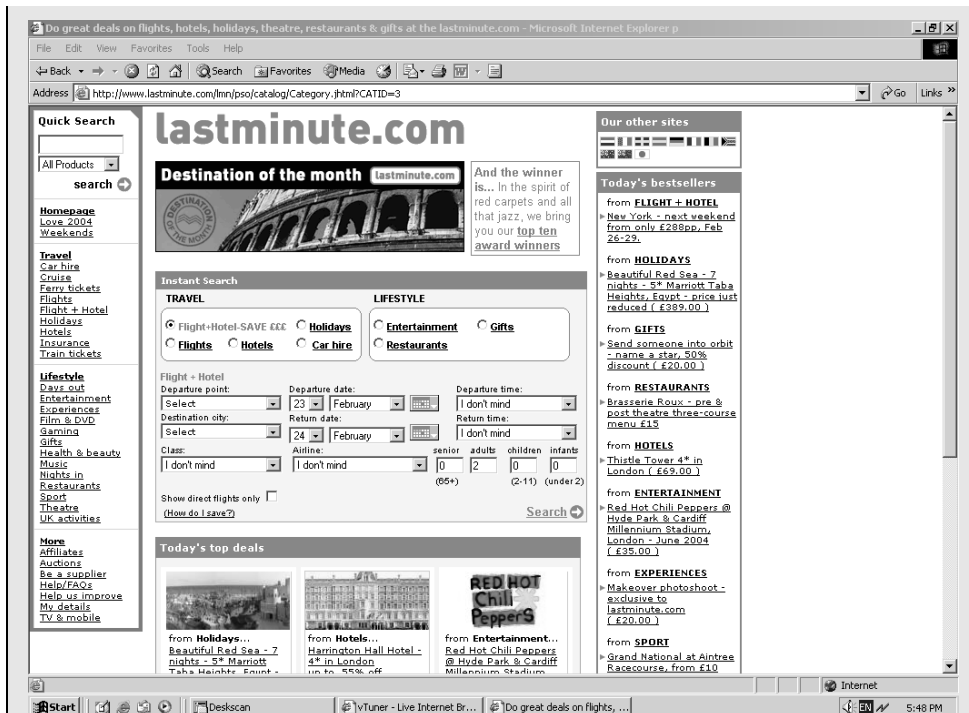 Do great deals on flights, hotels, holidays, theatre, restaurants & gifts at the lastminute.com - Microsoft Internet Explorer p
File Edit View Favorites Tools Help
Back Search Favorites Media
Address http://www.lastminute.com/lmn/pso/catalog/Category.jhtml?CATID=3 Go Links »
Quick Search
All Products
search
Homepage
Love 2004
Weekends
Travel
Car hire
Cruise
Ferry tickets
Flights
Flight + Hotel
Holidays
Hotels
Insurance
Train tickets
Lifestyle
Days out
Entertainment
Experiences
Film & DVD
Gaming
Gifts
Health & beauty
Music
Nights in
Restaurants
Sport
Theatre
UK activities
More
Affiliates
Auctions
Be a supplier
Help/FAQs
Help us improve
My details
TV & mobile
lastminute.com
Destination of the month lastminute.com
DESTINATION OF THE MONTH
And the winner
is... In the spirit of
red carpets and all
that jazz, we bring
you our top ten
award winners
Instant Search
TRAVEL LIFESTYLE
Flight+Hotel-SAVE £££ Holidays Entertainment Gifts
Flights Hotels Car hire Restaurants
Flight + Hotel
Departure point: Departure date: Departure time:
Select 23 February I don't mind
Destination city: Return date: Return time:
Select 24 February I don't mind
Class: Airline: senior adults children infants
I don't mind I don't mind 0 2 0 0
(65+) (2-11) (under 2)
Show direct flights only
(How do I save?) Search
Today's top deals
RED HOT
Chili
PeppeRS
from Holidays...
Beautiful Red Sea - 7
nights - 5* Marriott
Taba Heights, Egypt -
from Hotels...
Harrington Hall Hotel -
4* in London
up to 55% off
from Entertainment...
Red Hot Chili Peppers
@ Hyde Park & Cardiff
Millennium Stadium,
Our other sites
Today's bestsellers
from FLIGHT + HOTEL
New York - next weekend
from only £288pp, Feb
26-29.
from HOLIDAYS
Beautiful Red Sea - 7
nights - 5* Marriott Taba
Heights, Egypt - price just
reduced ( £389.00 )
from GIFTS
Send someone into orbit
- name a star, 50%
discount ( £20.00 )
from RESTAURANTS
Brasserie Roux - pre &
post theatre three-course
menu £15
from HOTELS
Thistle Tower 4* in
London ( £69.00 )
from ENTERTAINMENT
Red Hot Chili Peppers @
Hyde Park & Cardiff
Millennium Stadium,
London - June 2004
( £35.00 )
from EXPERIENCES
Makeover photoshoot -
exclusive to
lastminute.com
( £20.00 )
from SPORT
Grand National at Aintree
Racecourse, from £10
Internet
Start Deskscan vTuner - Live Internet Br... Do great deals on flights, ... EN 5:48 PM